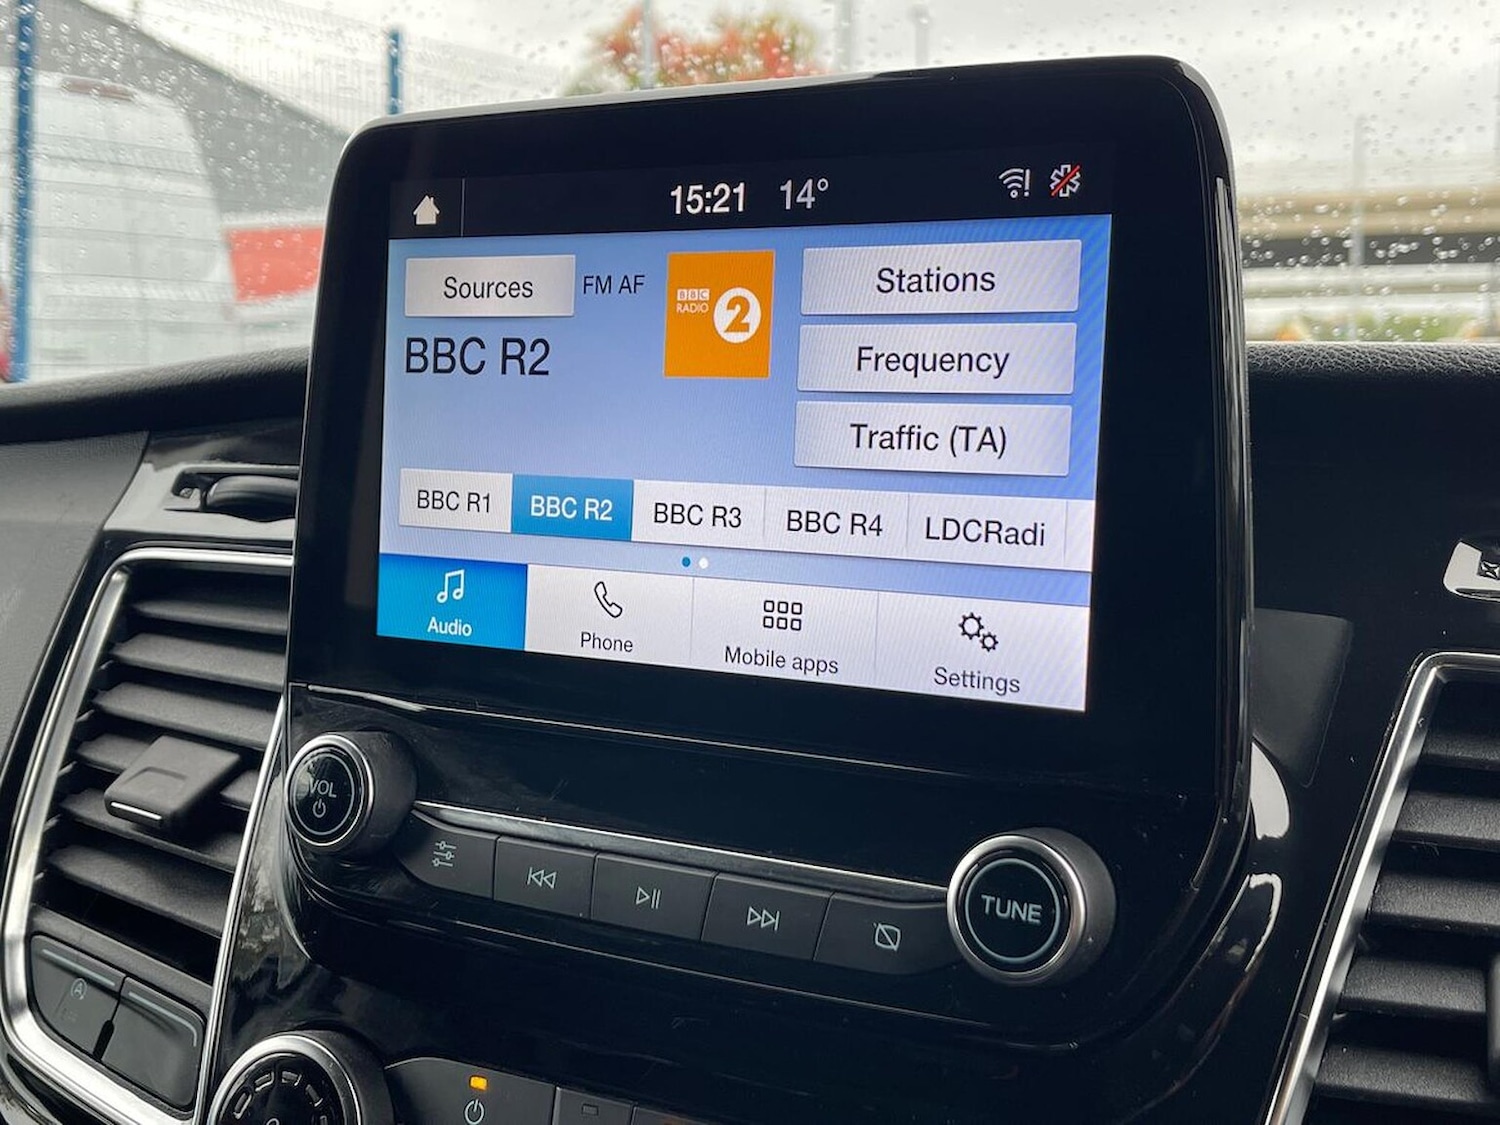 15:21 14°
Sources FM AF
BBC R2
BBC
RADIO 2
Stations
Frequency
Traffic (TA)
BBC R1 BBC R2 BBC R3 BBC R4 LDCRadi
Audio Phone Mobile apps Settings
VOL
TUNE
A